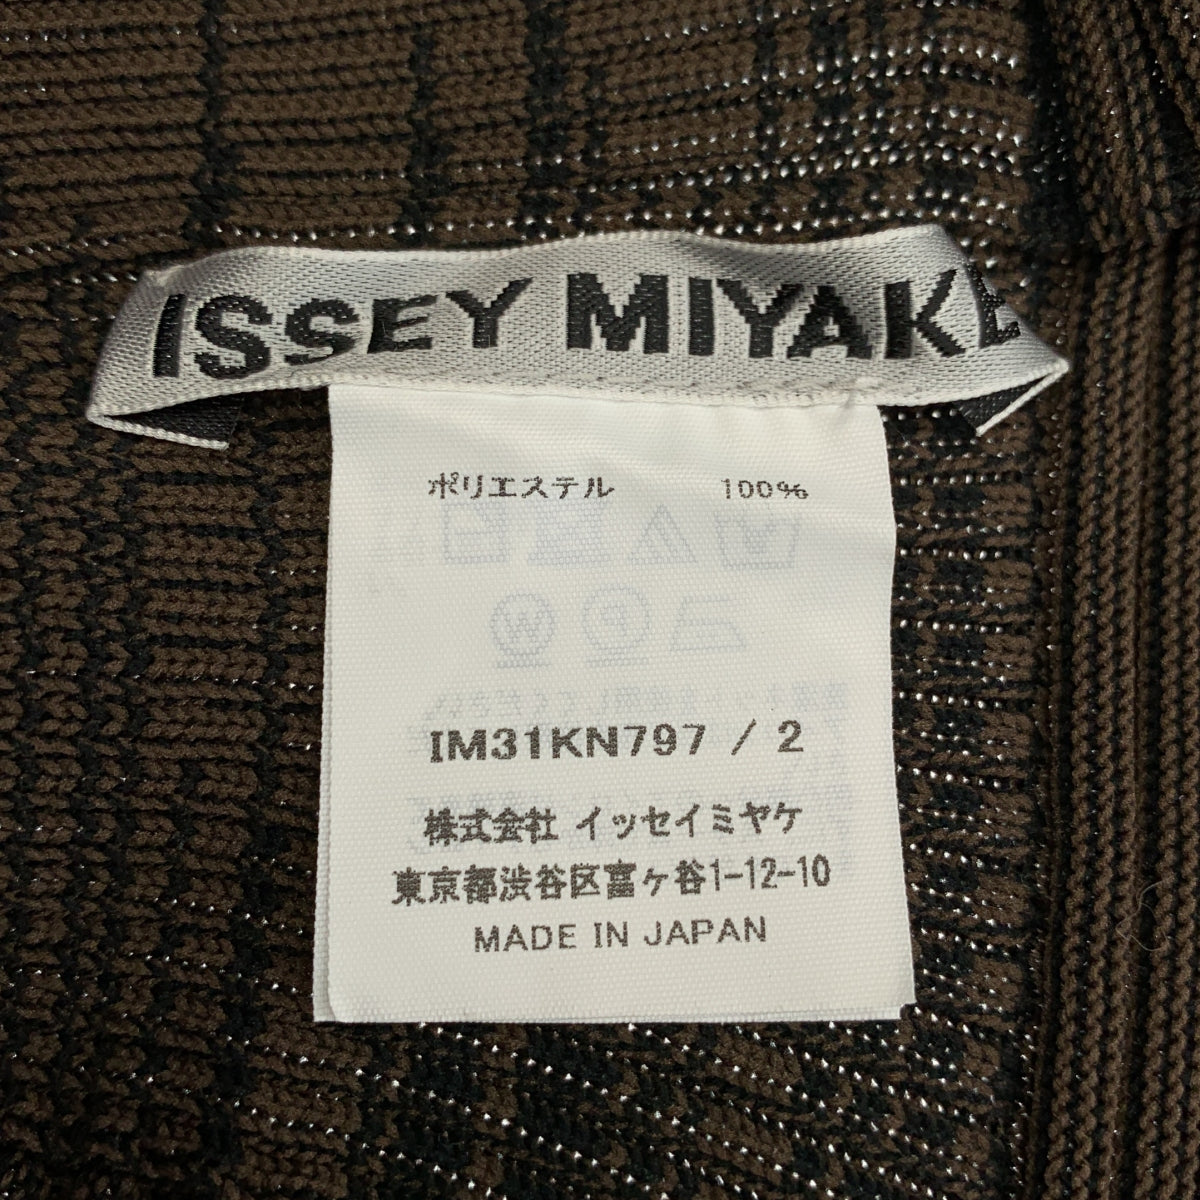 ISSEY MIYAKE
ポリエステル 100%
IM31KN797 / 2
株式会社 イッセイミヤケ
東京都渋谷区富ヶ谷1-12-10
MADE IN JAPAN